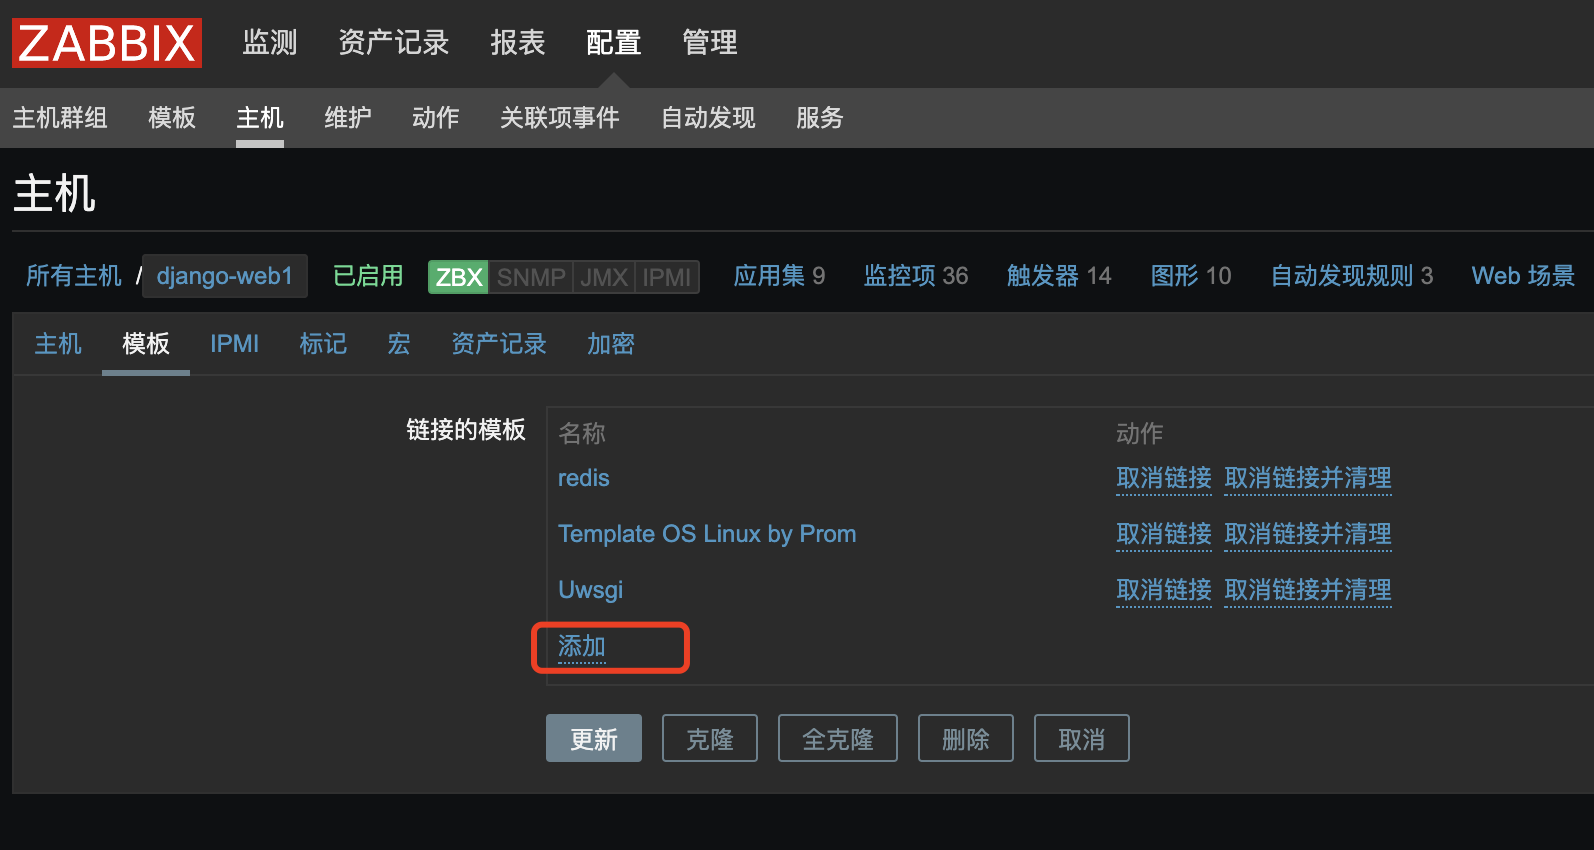 ZABBIX 监测 资产记录 报表 配置 管理
主机群组 模板 主机 维护 动作 关联项事件 自动发现 服务
主机
所有主机 / django-web1 已启用 ZBX SNMP JMX IPMI 应用集 9 监控项 36 触发器 14 图形 10 自动发现规则 3 Web 场景
主机 模板 IPMI 标记 宏 资产记录 加密
链接的模板 名称 动作
redis 取消链接 取消链接并清理
Template OS Linux by Prom 取消链接 取消链接并清理
Uwsgi 取消链接 取消链接并清理
添加
更新 克隆 全克隆 删除 取消